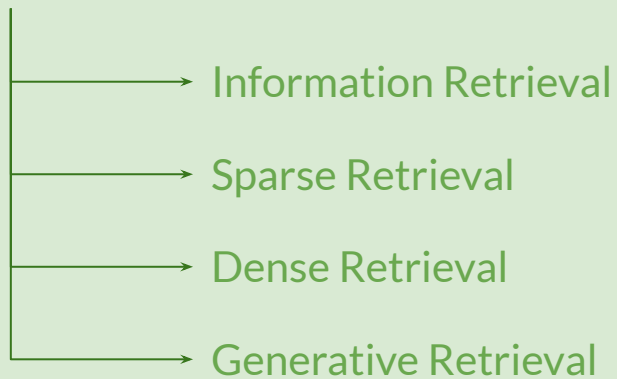 Information Retrieval
Sparse Retrieval
Dense Retrieval
Generative Retrieval